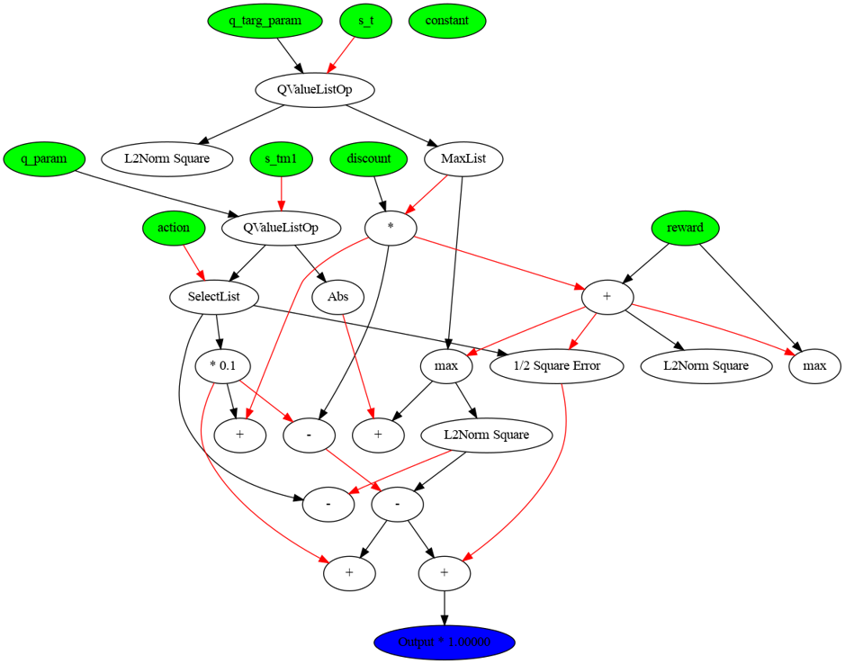 q_targ_param
s_t
constant
QValueListOp
q_param
L2Norm Square
s_tm1
discount
MaxList
action
QValueListOp
*
reward
SelectList
Abs
+
* 0.1
max
1/2 Square Error
L2Norm Square
max
+
-
+
L2Norm Square
-
-
+
+
Output * 1.00000